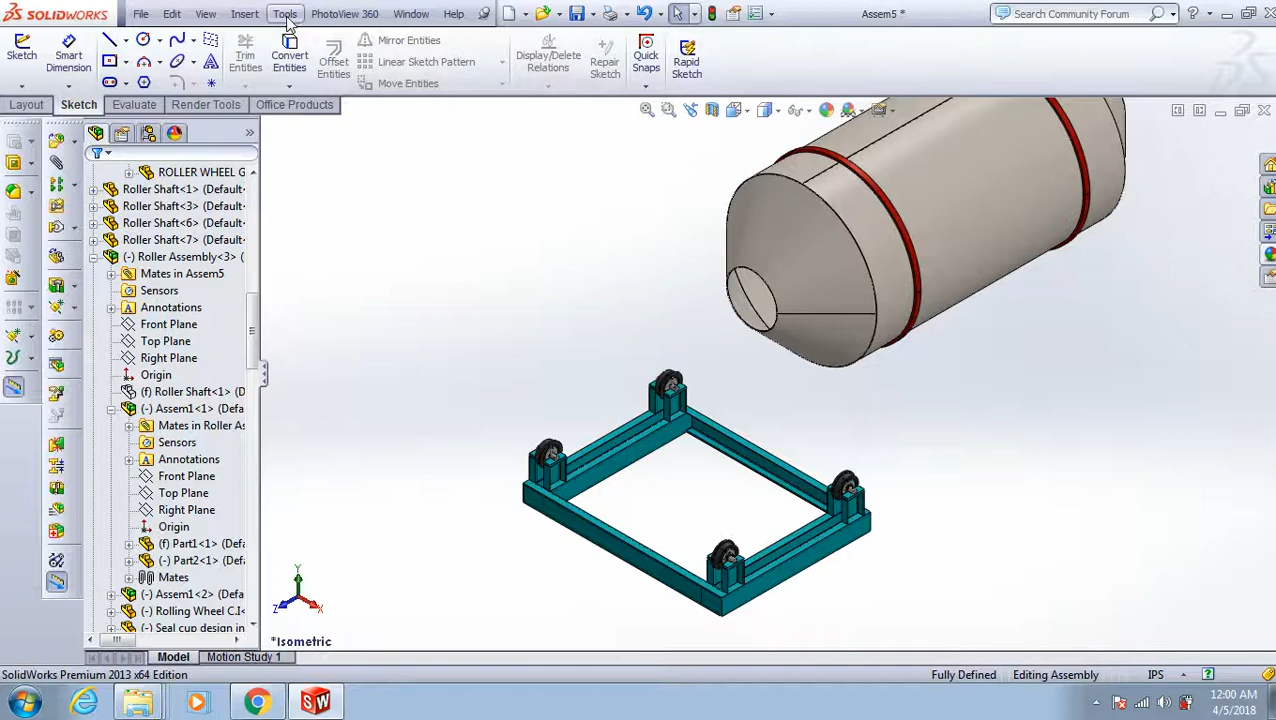 SOLIDWORKS File Edit View Insert Tools PhotoView 360 Window Help Assem5 * Search Community Forum
Sketch Smart Dimension Trim Entities Convert Entities Offset Entities Mirror Entities Linear Sketch Pattern Move Entities Display/Delete Relations Repair Sketch Quick Snaps Rapid Sketch
Layout Sketch Evaluate Render Tools Office Products
ROLLER WHEEL G
Roller Shaft<1> (Default
Roller Shaft<3> (Default
Roller Shaft<6> (Default
Roller Shaft<7> (Default
(-) Roller Assembly<3> (
Mates in Assem5
Sensors
Annotations
Front Plane
Top Plane
Right Plane
Origin
(f) Roller Shaft<1> (D
(-) Assem1<1> (Defa
Mates in Roller As
Sensors
Annotations
Front Plane
Top Plane
Right Plane
Origin
(f) Part1<1> (Defa
(-) Part2<1> (Defa
Mates
(-) Assem1<2> (Defa
(-) Rolling Wheel C.I<
(-) Seal cup design in
Y
Z X
*Isometric
Model Motion Study 1
SolidWorks Premium 2013 x64 Edition Fully Defined Editing Assembly IPS
12:00 AM
4/5/2018